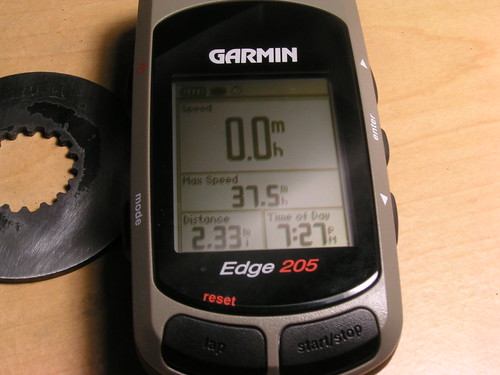 GARMIN
Speed
0.0 m h
Max Speed
37.5 m h
Distance Time of Day
2.33 m i 7:27 P M
enter
mode
Edge 205
reset
lap start/stop